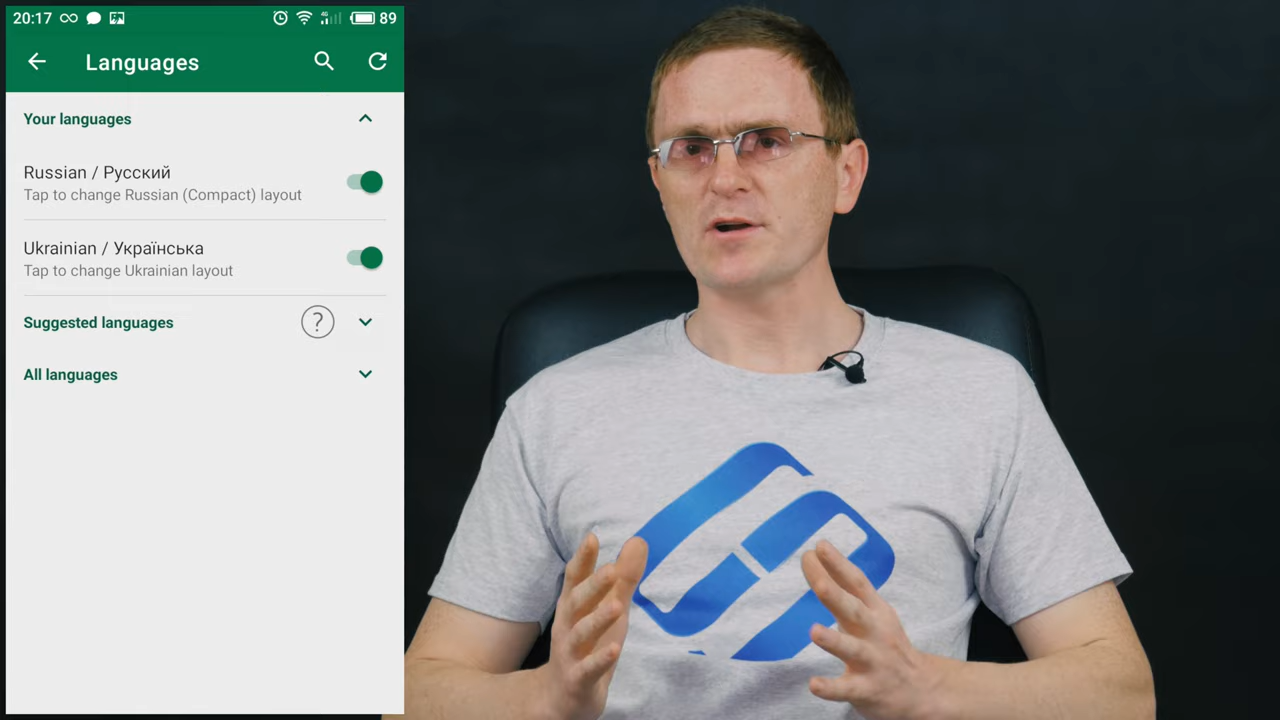 20:17
89
Languages
Your languages
Russian / Русский
Tap to change Russian (Compact) layout
Ukrainian / Українська
Tap to change Ukrainian layout
Suggested languages
?
All languages